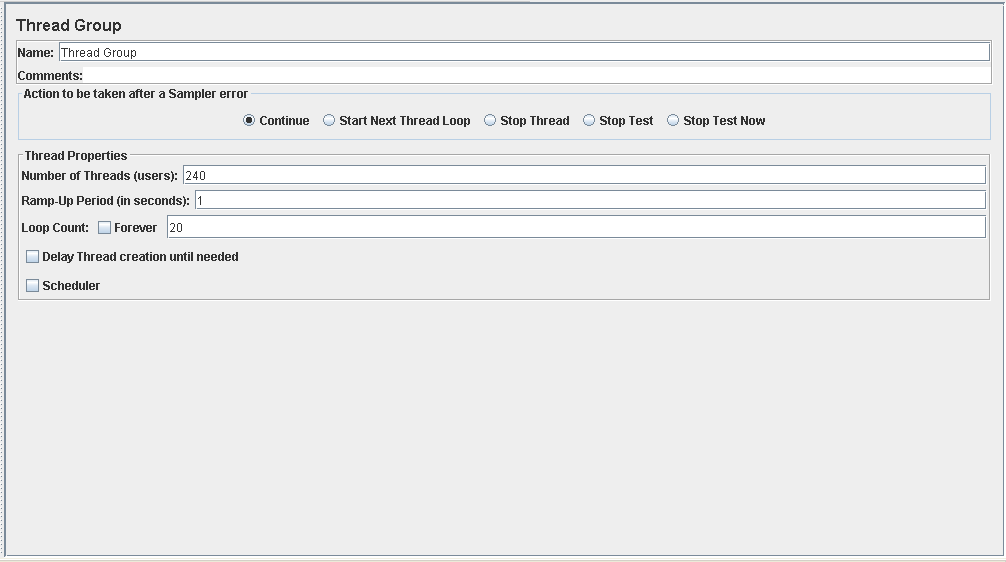 Thread Group
Name: Thread Group
Comments:
Action to be taken after a Sampler error
Continue Start Next Thread Loop Stop Thread Stop Test Stop Test Now
Thread Properties
Number of Threads (users): 240
Ramp-Up Period (in seconds): 1
Loop Count: Forever 20
Delay Thread creation until needed
Scheduler